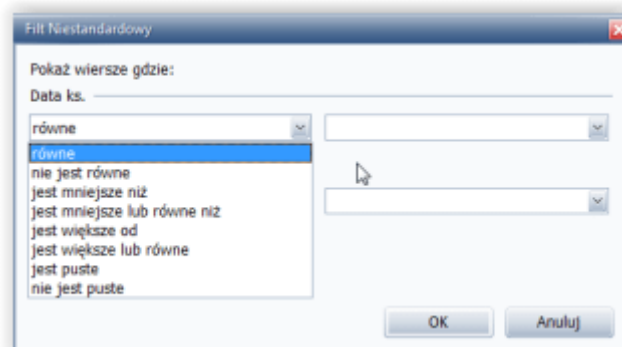 Filt Niestandardowy
Pokaż wiersze gdzie:
Data ks.
równe
równe
nie jest równe
jest mniejsze niż
jest mniejsze lub równe niż
jest większe od
jest większe lub równe
jest puste
nie jest puste
OK
Anuluj